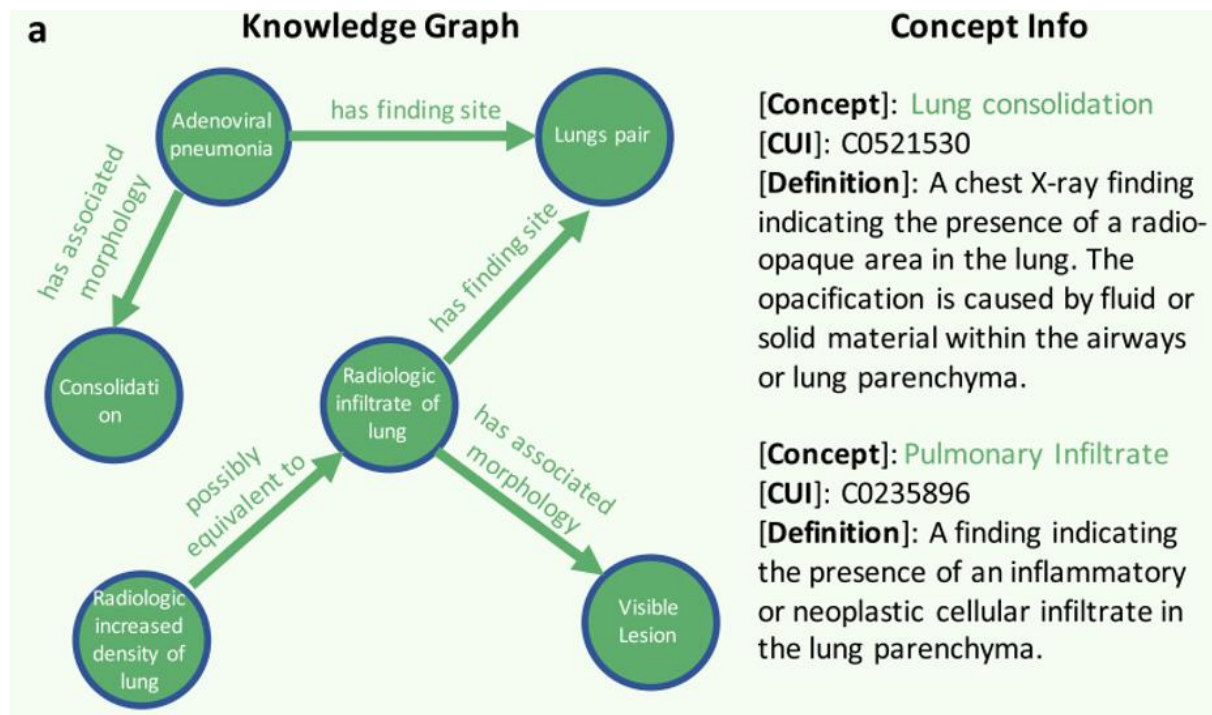 a
Knowledge Graph
Adenoviral
pneumonia
has finding site
Lungs pair
has associated
morphology
has finding site
Consolidati
on
Radiologic
infiltrate of
lung
has associated
morphology
possibly
equivalent to
Radiologic
increased
density of
lung
Visible
Lesion
Concept Info
[Concept]: Lung consolidation
[CUI]: C0521530
[Definition]: A chest X-ray finding
indicating the presence of a radio-
opaque area in the lung. The
opacification is caused by fluid or
solid material within the airways
or lung parenchyma.
[Concept]: Pulmonary Infiltrate
[CUI]: C0235896
[Definition]: A finding indicating
the presence of an inflammatory
or neoplastic cellular infiltrate in
the lung parenchyma.